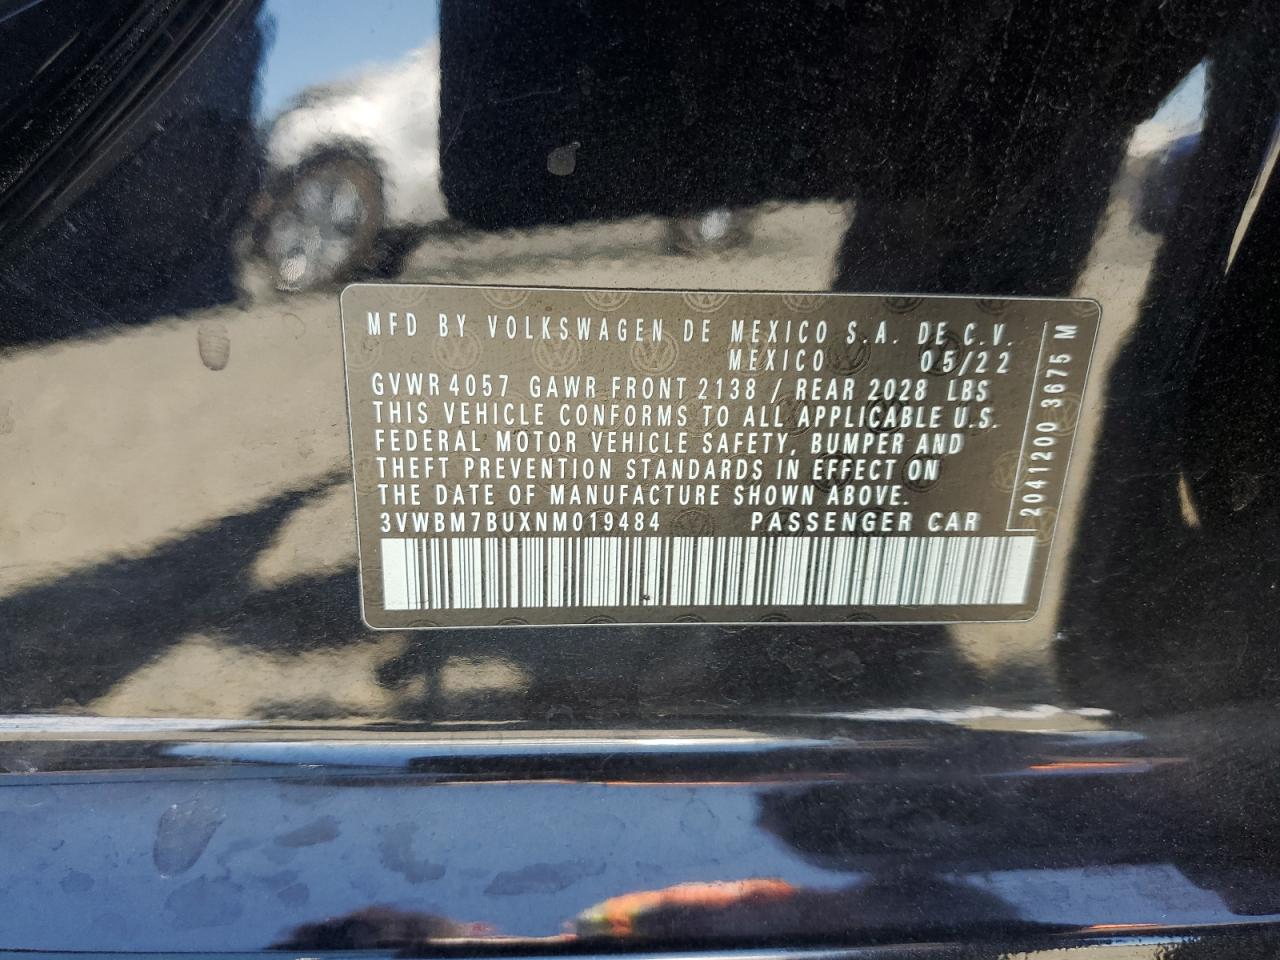 MFD BY VOLKSWAGEN DE MEXICO S.A. DE C.V.
MEXICO 05/22
GVWR 4057 GAWR FRONT 2138 / REAR 2028 LBS
THIS VEHICLE CONFORMS TO ALL APPLICABLE U.S.
FEDERAL MOTOR VEHICLE SAFETY, BUMPER AND
THEFT PREVENTION STANDARDS IN EFFECT ON
THE DATE OF MANUFACTURE SHOWN ABOVE.
3VWBM7BUXNM019484 PASSENGER CAR
2041200 3675 M